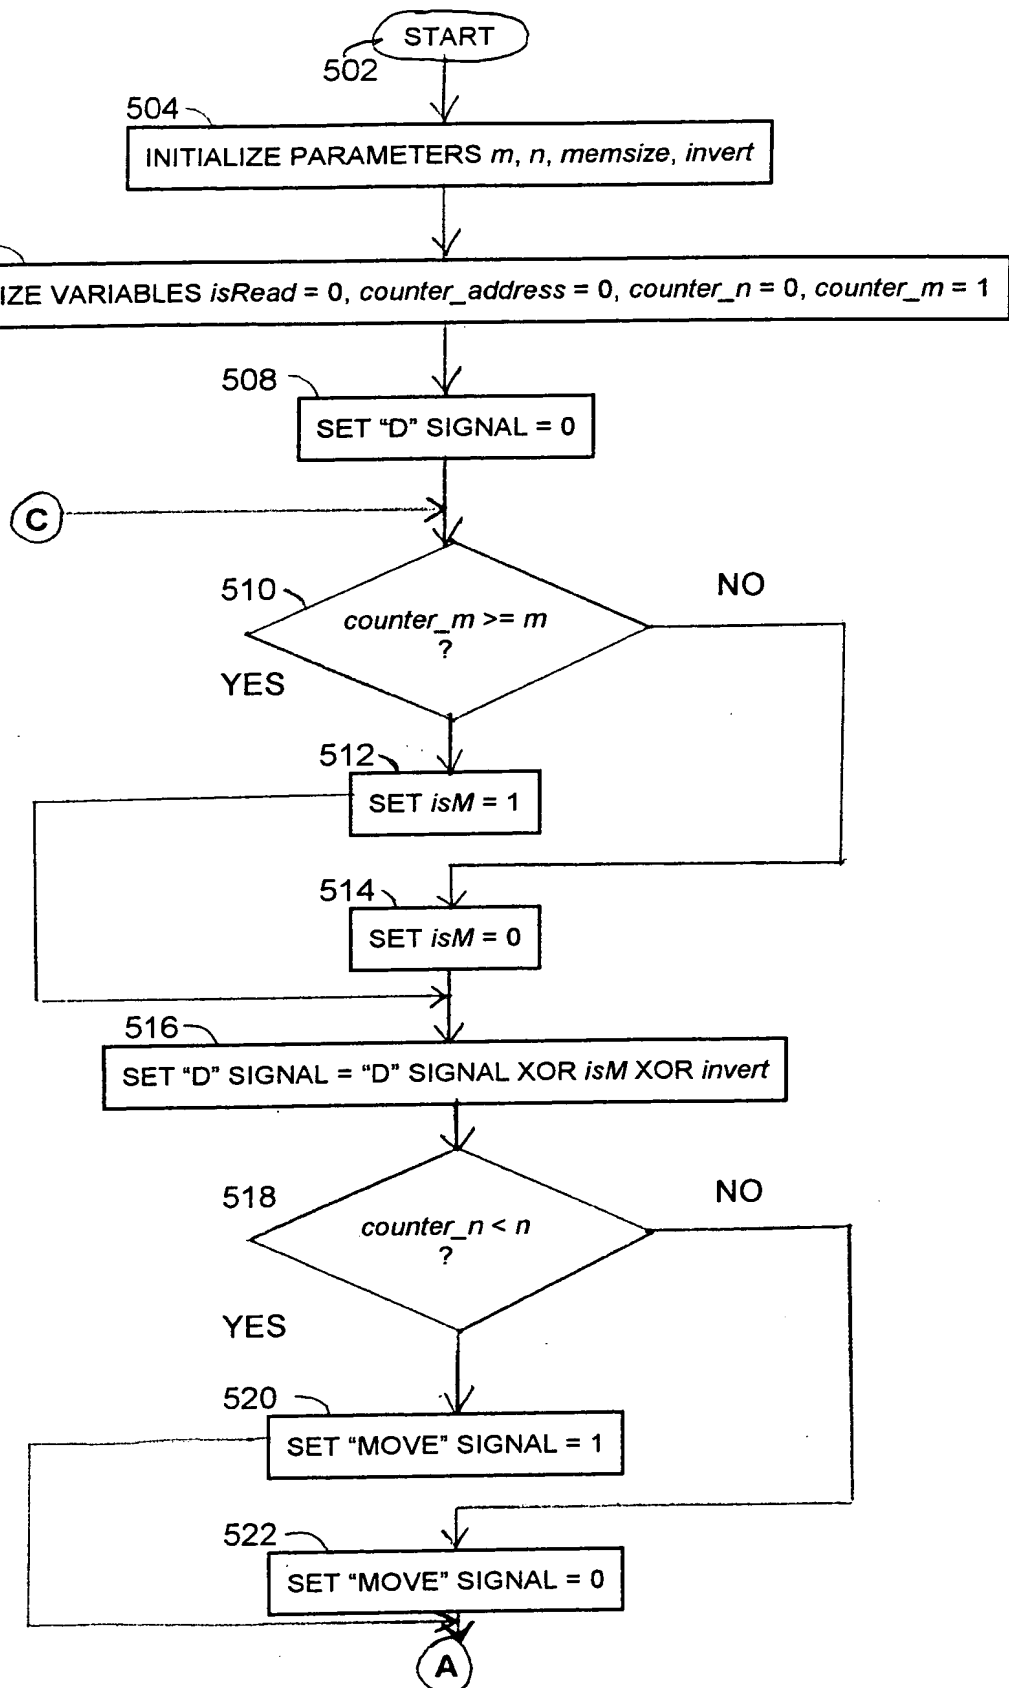 START
502
504
INITIALIZE PARAMETERS m, n, memsize, invert
IZE VARIABLES isRead = 0, counter_address = 0, counter_n = 0, counter_m = 1
508
SET "D" SIGNAL = 0
C
510
counter_m >= m
?
NO
YES
512
SET isM = 1
514
SET isM = 0
516
SET "D" SIGNAL = "D" SIGNAL XOR isM XOR invert
518
counter_n < n
?
NO
YES
520
SET "MOVE" SIGNAL = 1
522
SET "MOVE" SIGNAL = 0
A